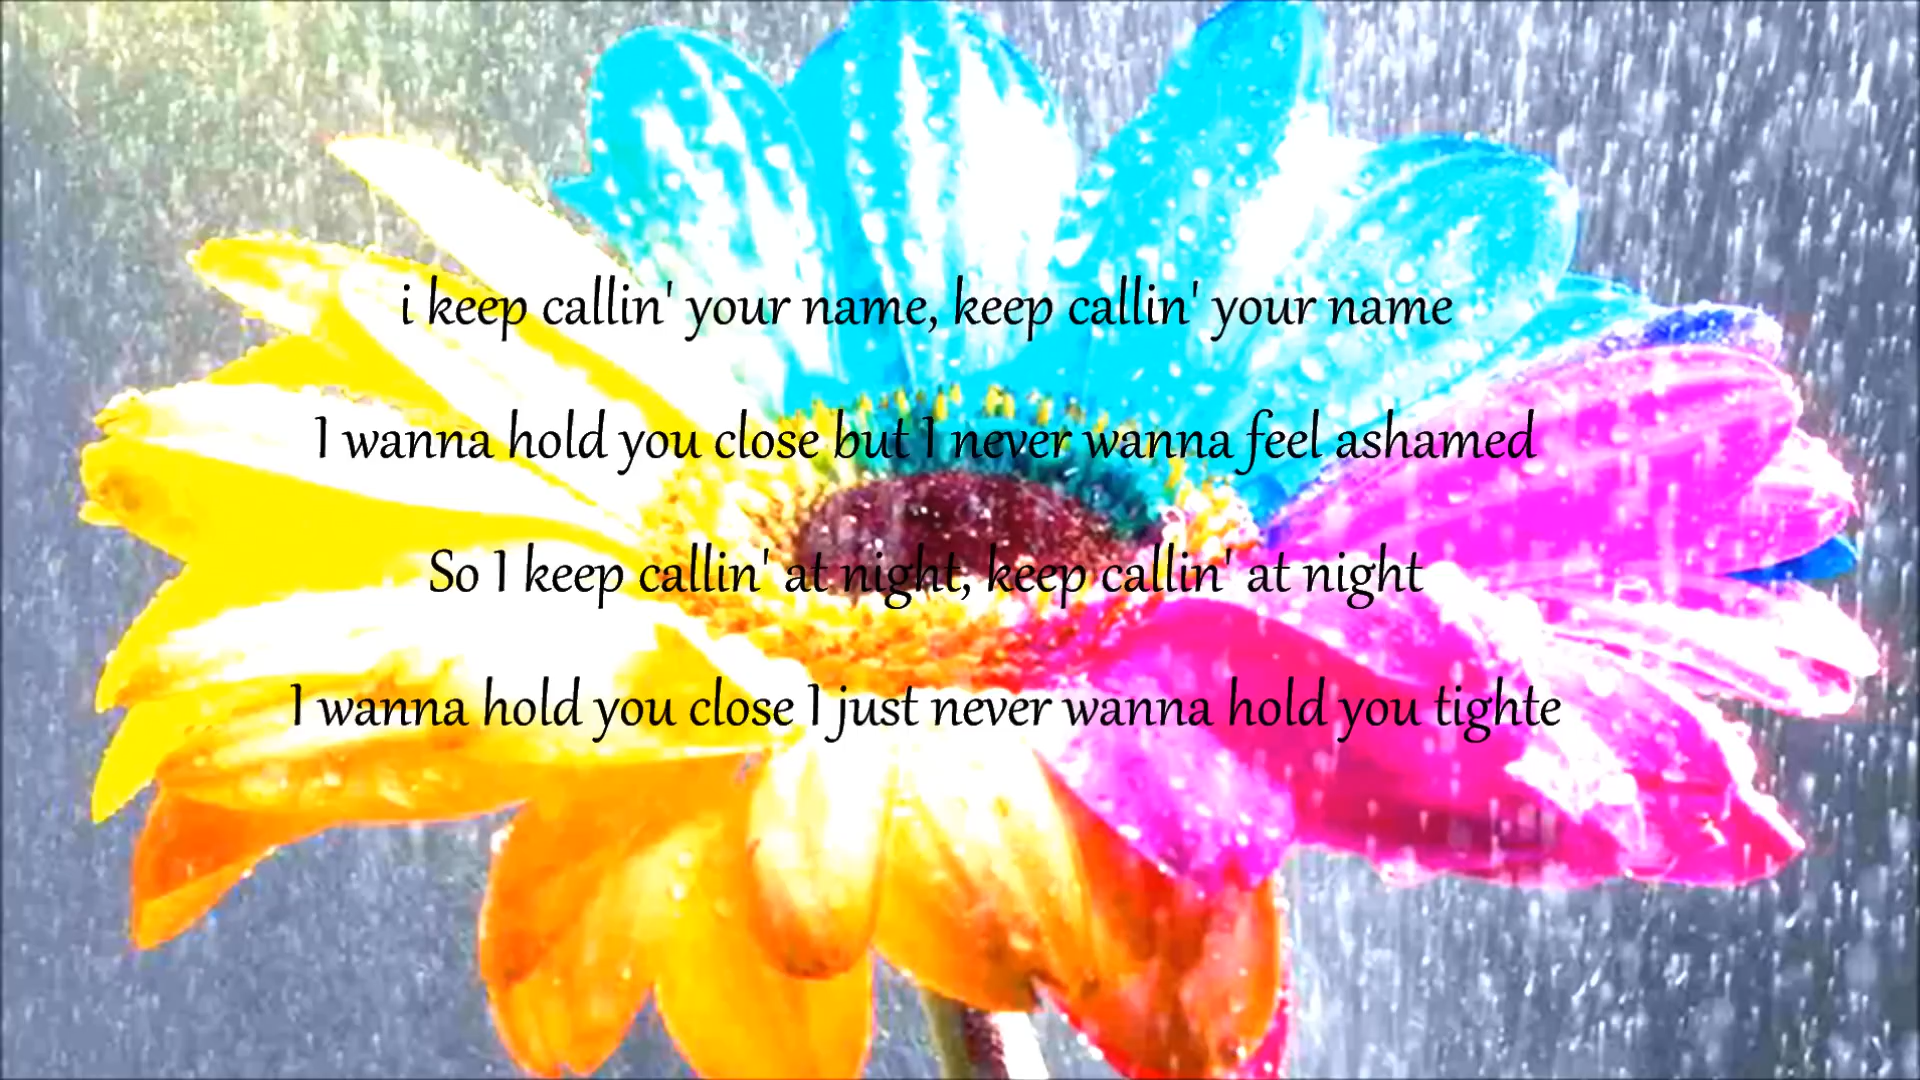 i keep callin' your name, keep callin' your name
I wanna hold you close but I never wanna feel ashamed
So I keep callin' at night, keep callin' at night
I wanna hold you close I just never wanna hold you tighte